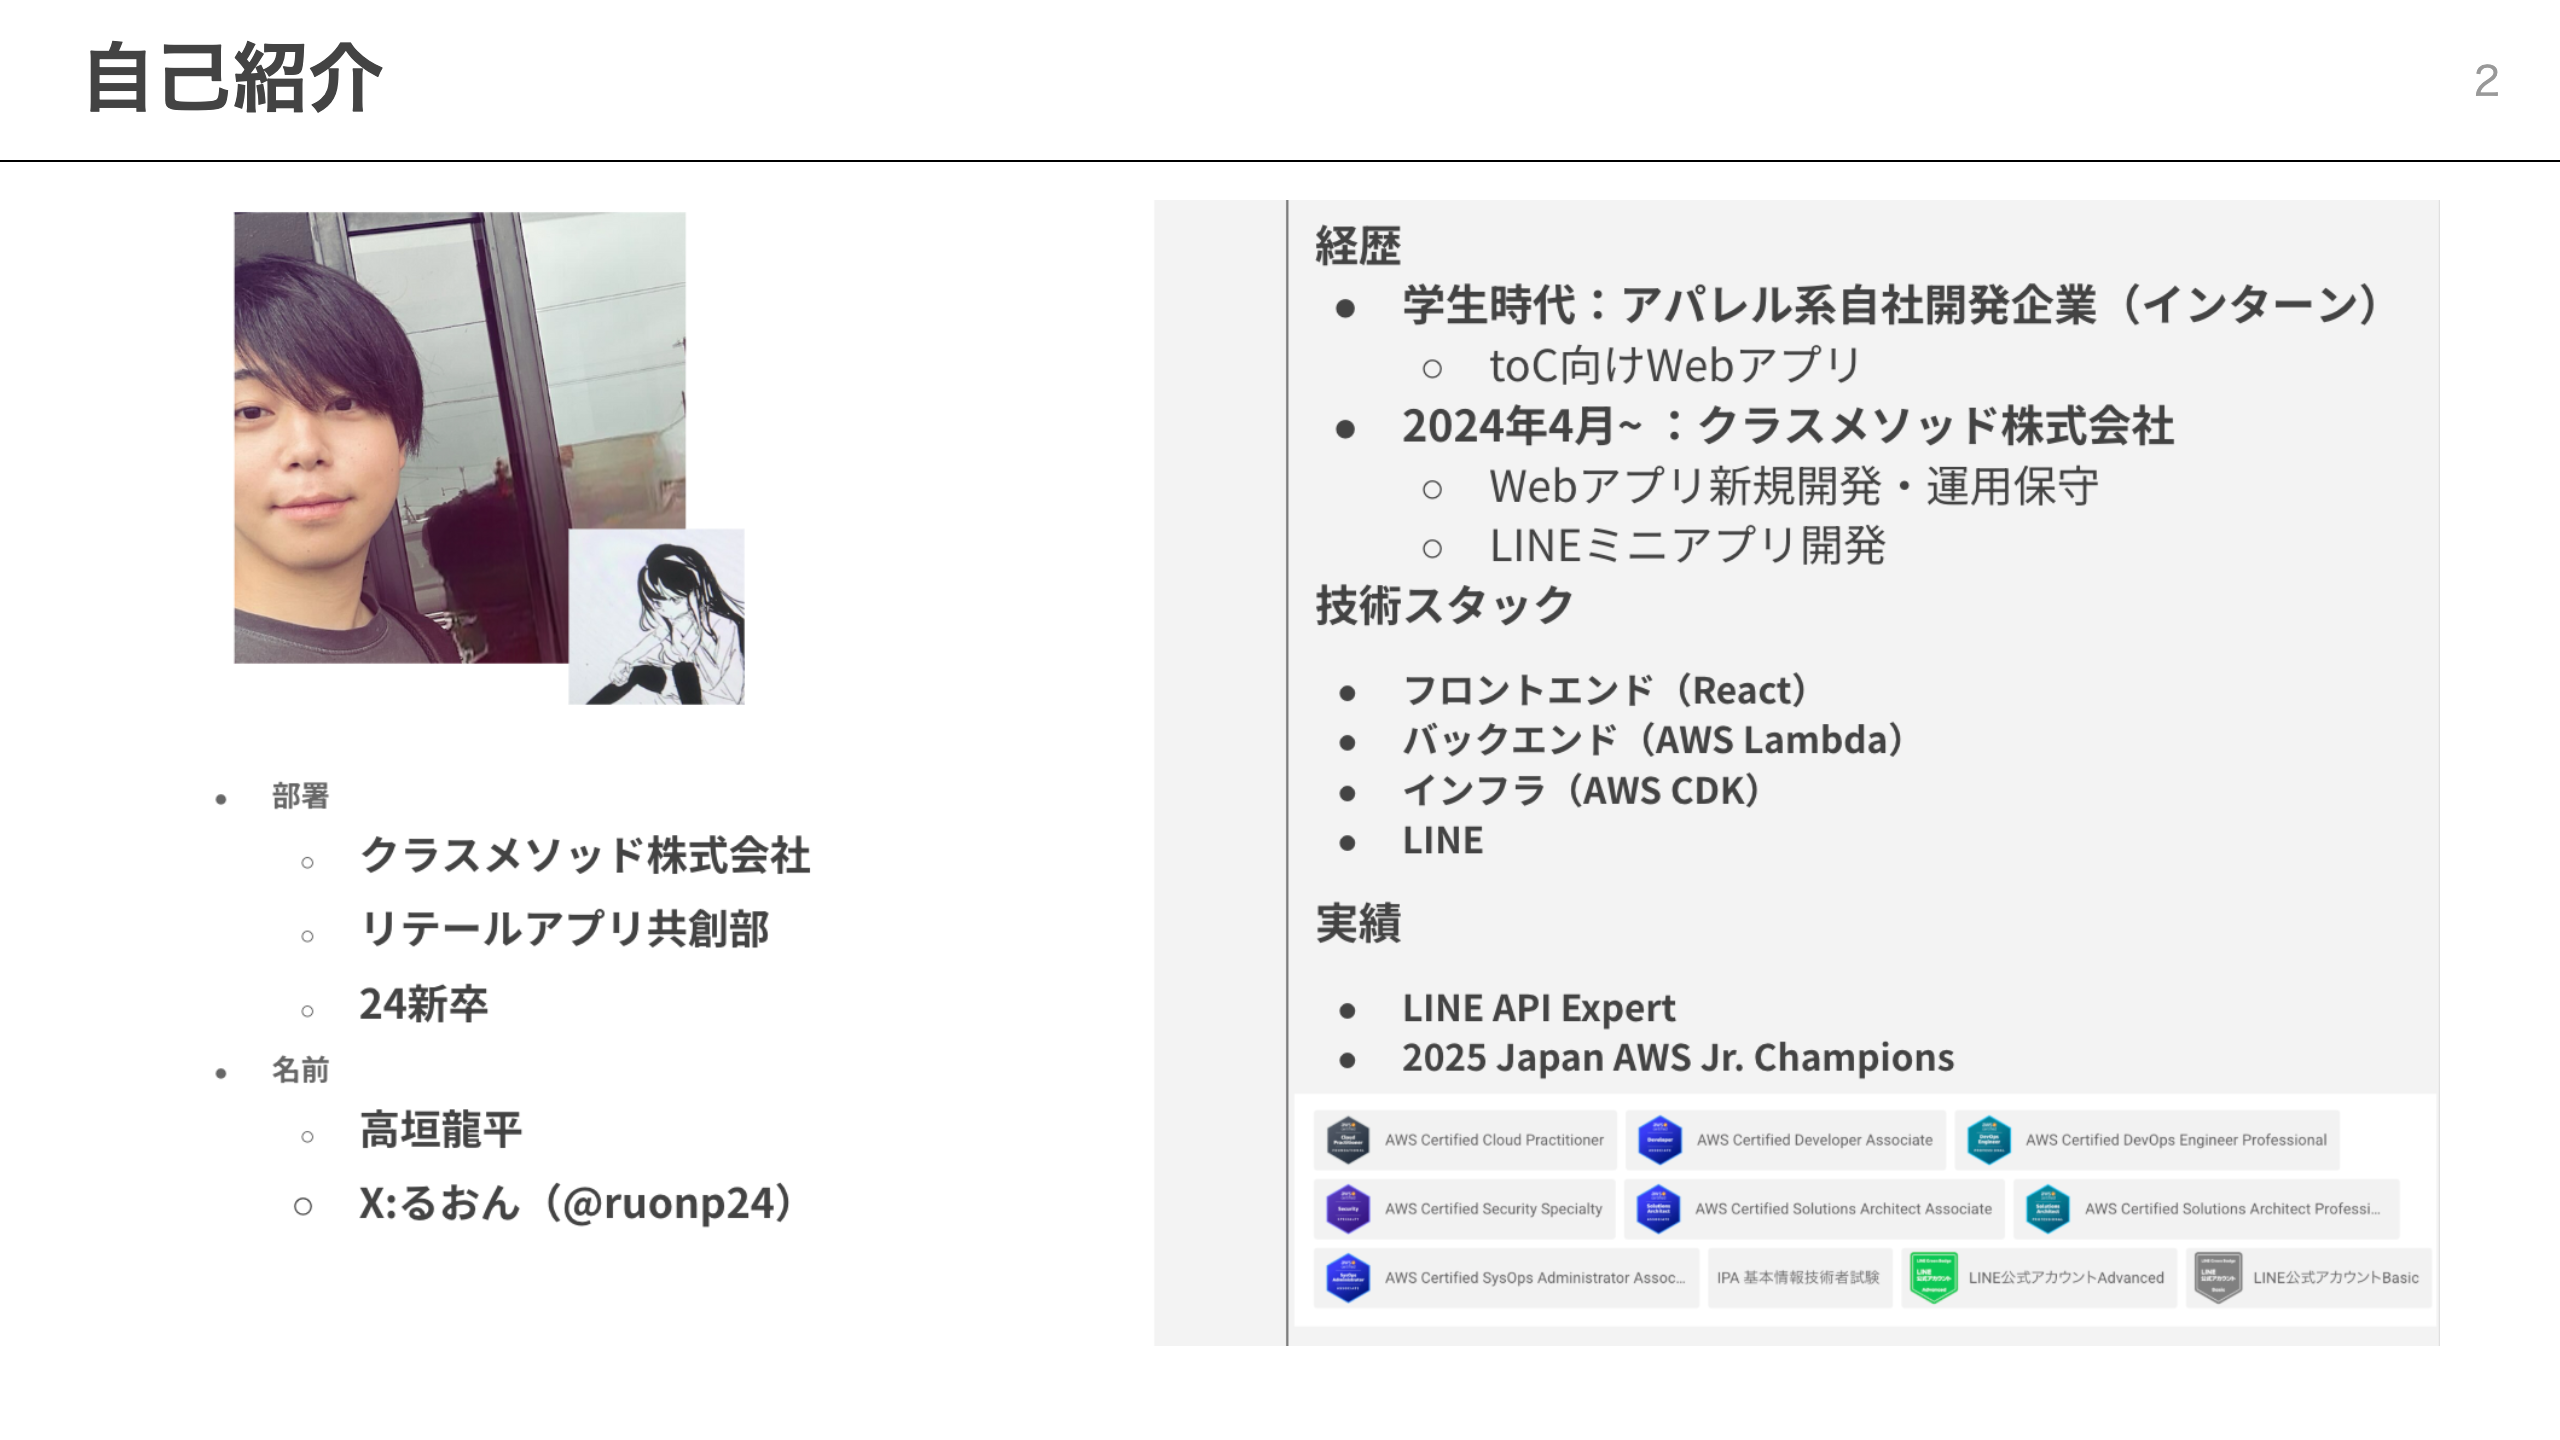 自己紹介
2
部署
クラスメソッド株式会社
リテールアプリ共創部
24新卒
名前
高垣龍平
X:るおん（@ruonp24）
経歴
学生時代：アパレル系自社開発企業（インターン）
toC向けWebアプリ
2024年4月~ ：クラスメソッド株式会社
Webアプリ新規開発・運用保守
LINEミニアプリ開発
技術スタック
フロントエンド（React）
バックエンド（AWS Lambda）
インフラ（AWS CDK）
LINE
実績
LINE API Expert
2025 Japan AWS Jr. Champions
AWS Certified Cloud Practitioner
AWS Certified Developer Associate
AWS Certified DevOps Engineer Professional
AWS Certified Security Specialty
AWS Certified Solutions Architect Associate
AWS Certified Solutions Architect Professi...
AWS Certified SysOps Administrator Assoc...
IPA 基本情報技術者試験
LINE公式アカウントAdvanced
LINE公式アカウントBasic